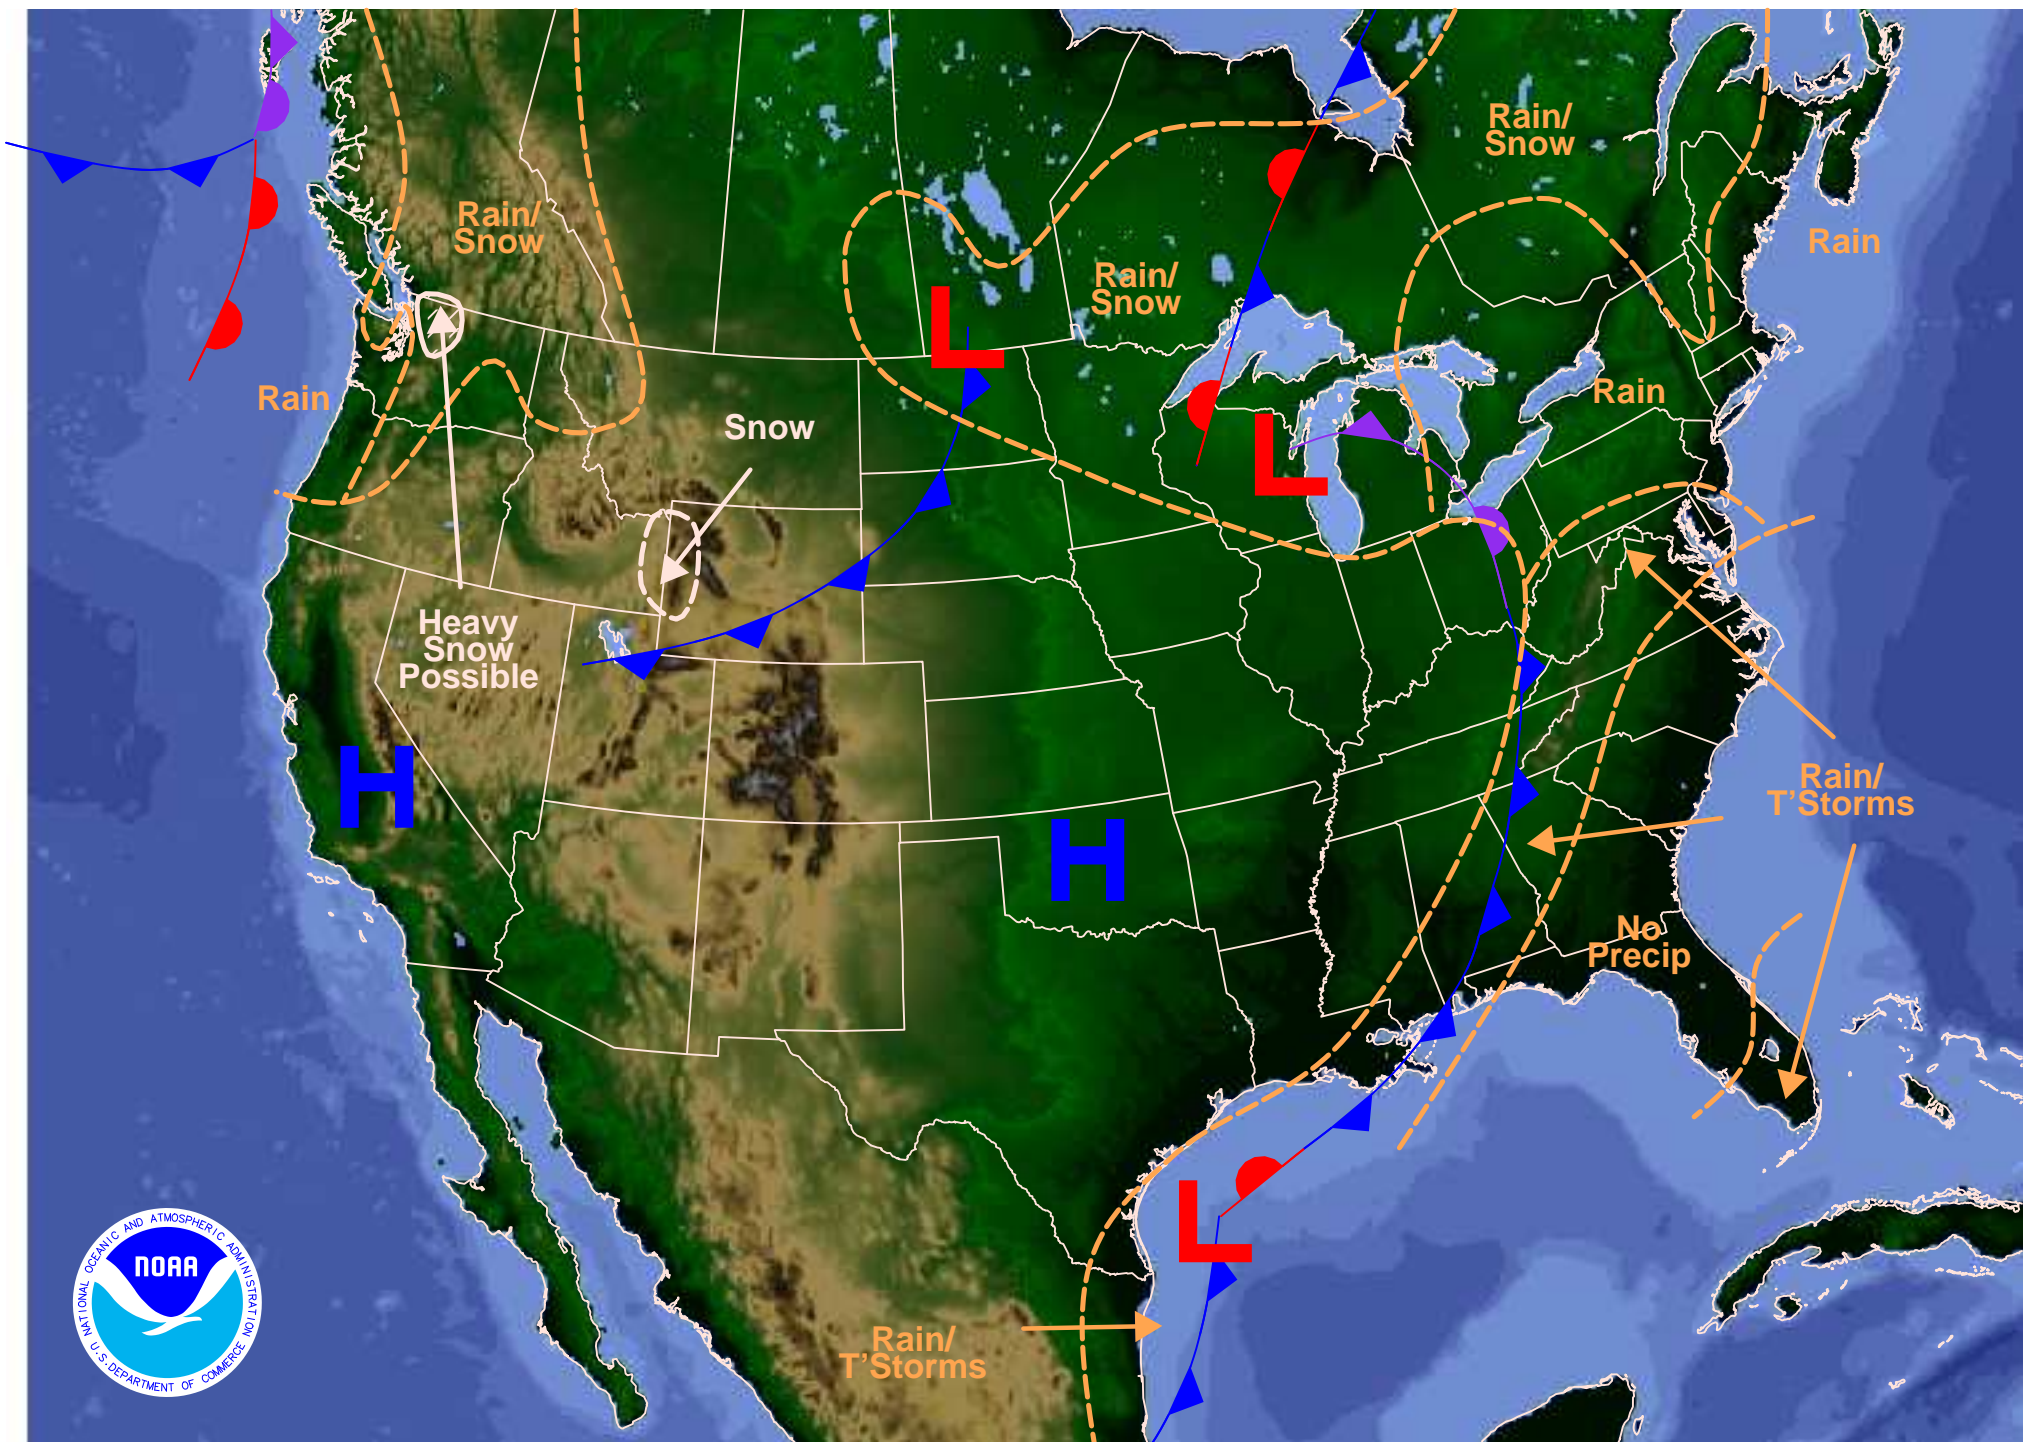 Rain/
Snow
Rain/
Snow
Rain
Rain/
Snow
Rain
Rain
Snow
Heavy
Snow
Possible
Rain/
T'Storms
No
Precip
Rain/
T'Storms
L
L
L
H
H
NATIONAL OCEANIC AND ATMOSPHERIC ADMINISTRATION
NOAA
U.S. DEPARTMENT OF COMMERCE